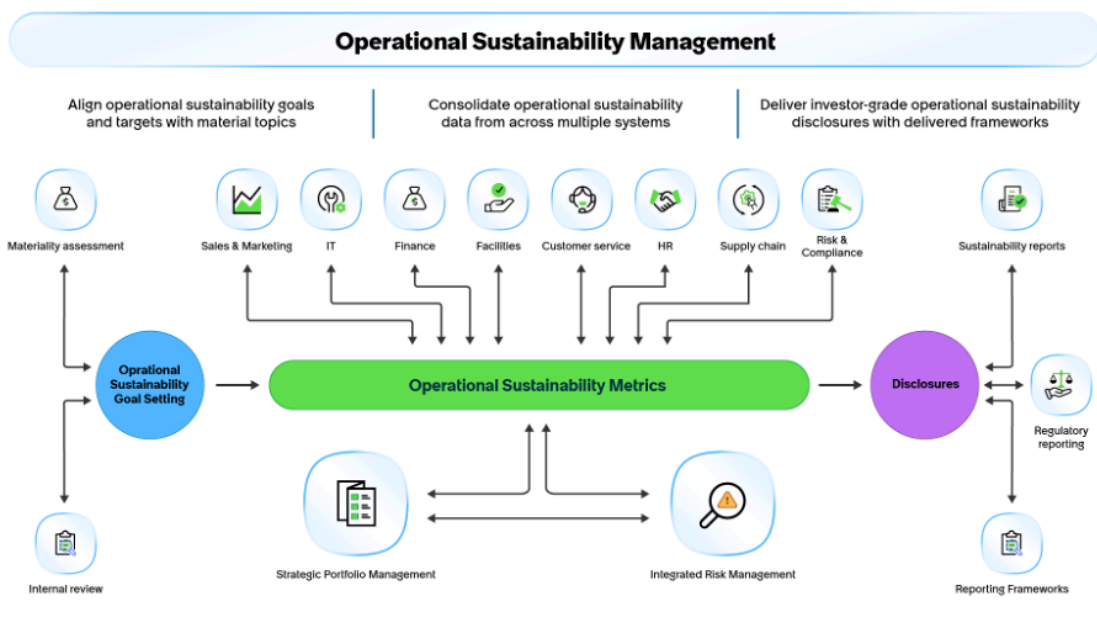 Operational Sustainability Management
Align operational sustainability goals
and targets with material topics
Consolidate operational sustainability
data from across multiple systems
Deliver investor-grade operational sustainability
disclosures with delivered frameworks
Materiality assessment
Sales & Marketing
IT
Finance
Facilities
Customer service
HR
Supply chain
Risk &
Compliance
Sustainability reports
Oprational
Sustainability
Goal Setting
Operational Sustainability Metrics
Disclosures
Regulatory
reporting
Strategic Portfolio Management
Integrated Risk Management
Internal review
Reporting Frameworks